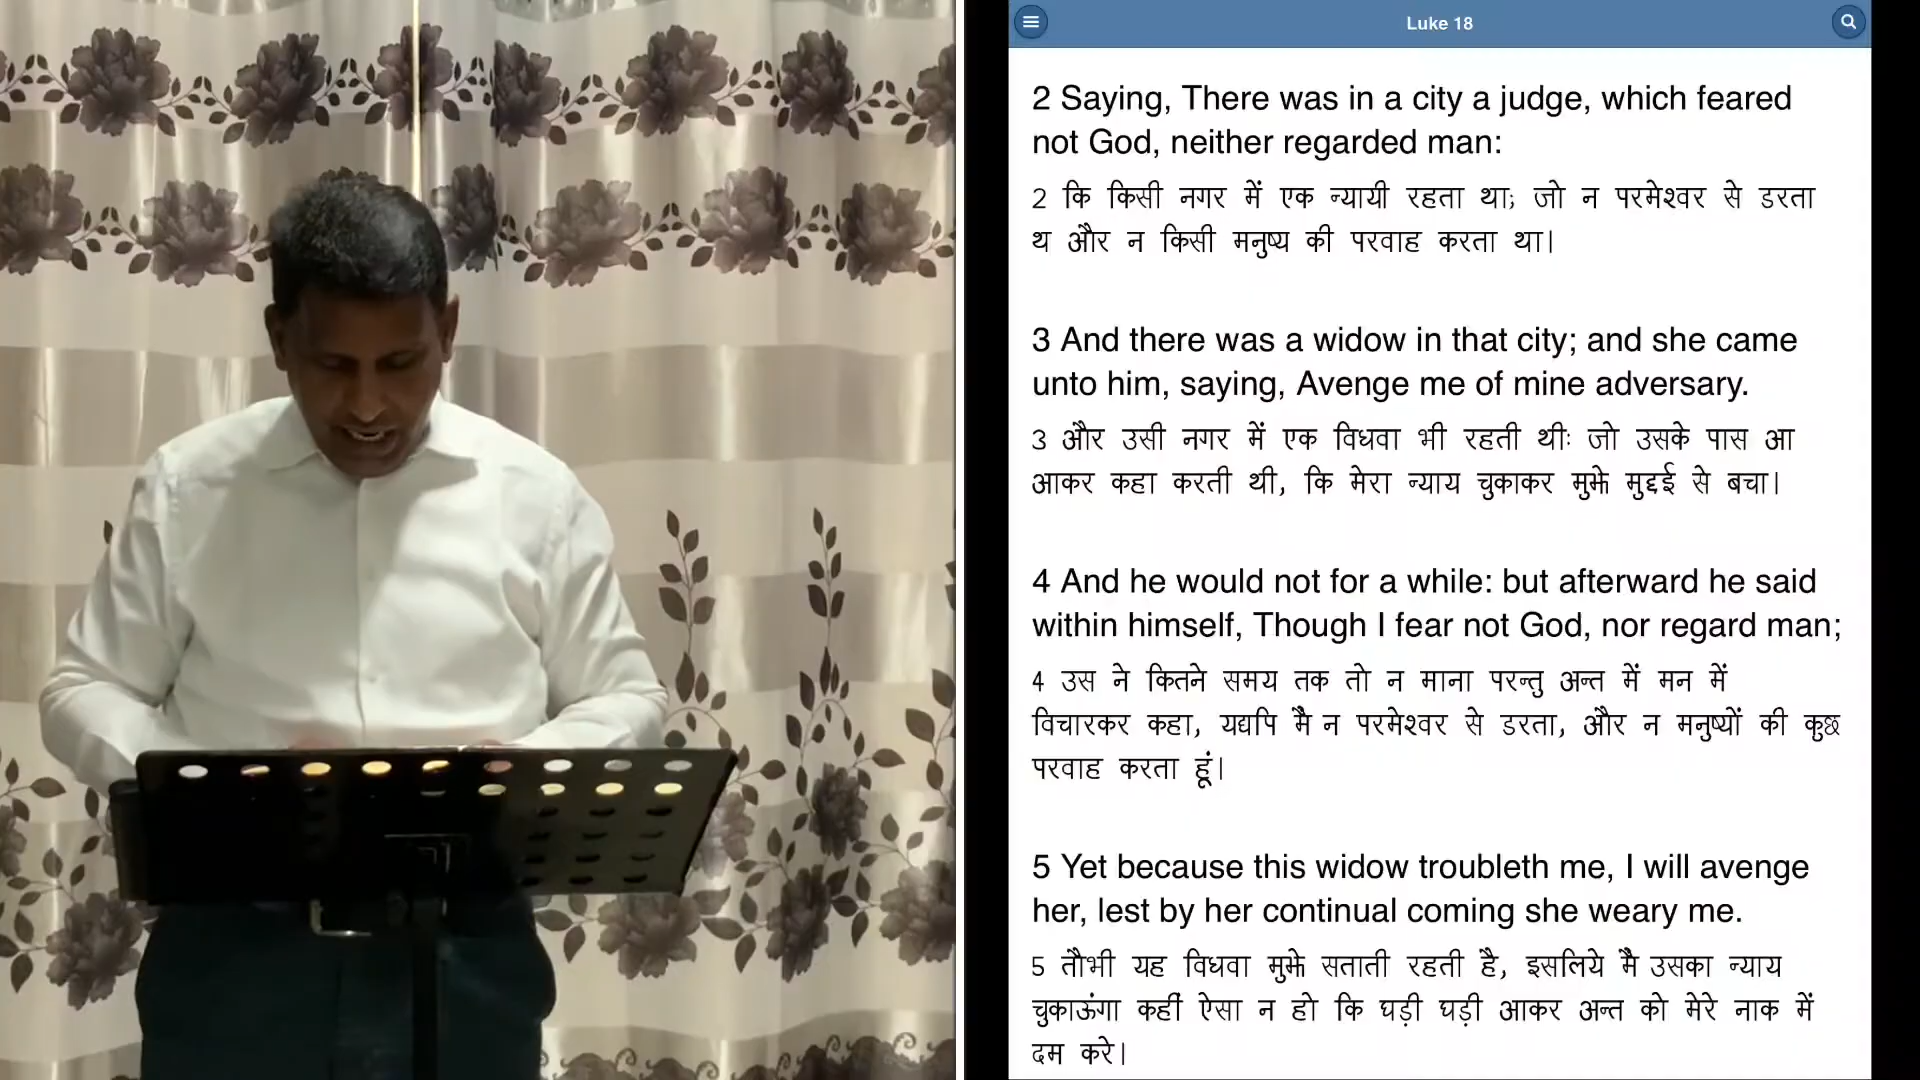 Luke 18
2 Saying, There was in a city a judge, which feared
not God, neither regarded man:
2 कि किसी नगर में एक न्यायी रहता था; जो न परमेश्वर से डरता
थ और न किसी मनुष्य की परवाह करता था।
3 And there was a widow in that city; and she came
unto him, saying, Avenge me of mine adversary.
3 और उसी नगर में एक विधवा भी रहती थीः जो उसके पास आ
आकर कहा करती थी, कि मेरा न्याय चुकाकर मुझे मुद्दई से बचा।
4 And he would not for a while: but afterward he said
within himself, Though I fear not God, nor regard man;
4 उस ने कितने समय तक तो न माना परन्तु अन्त में मन में
विचारकर कहा, यद्यपि मैं न परमेश्वर से डरता, और न मनुष्यों की कुछ
परवाह करता हूं।
5 Yet because this widow troubleth me, I will avenge
her, lest by her continual coming she weary me.
5 तौभी यह विधवा मुझे सताती रहती है, इसलिये मैं उसका न्याय
चुकाऊंगा कहीं ऐसा न हो कि घड़ी घड़ी आकर अन्त को मेरे नाक में
दम करे।